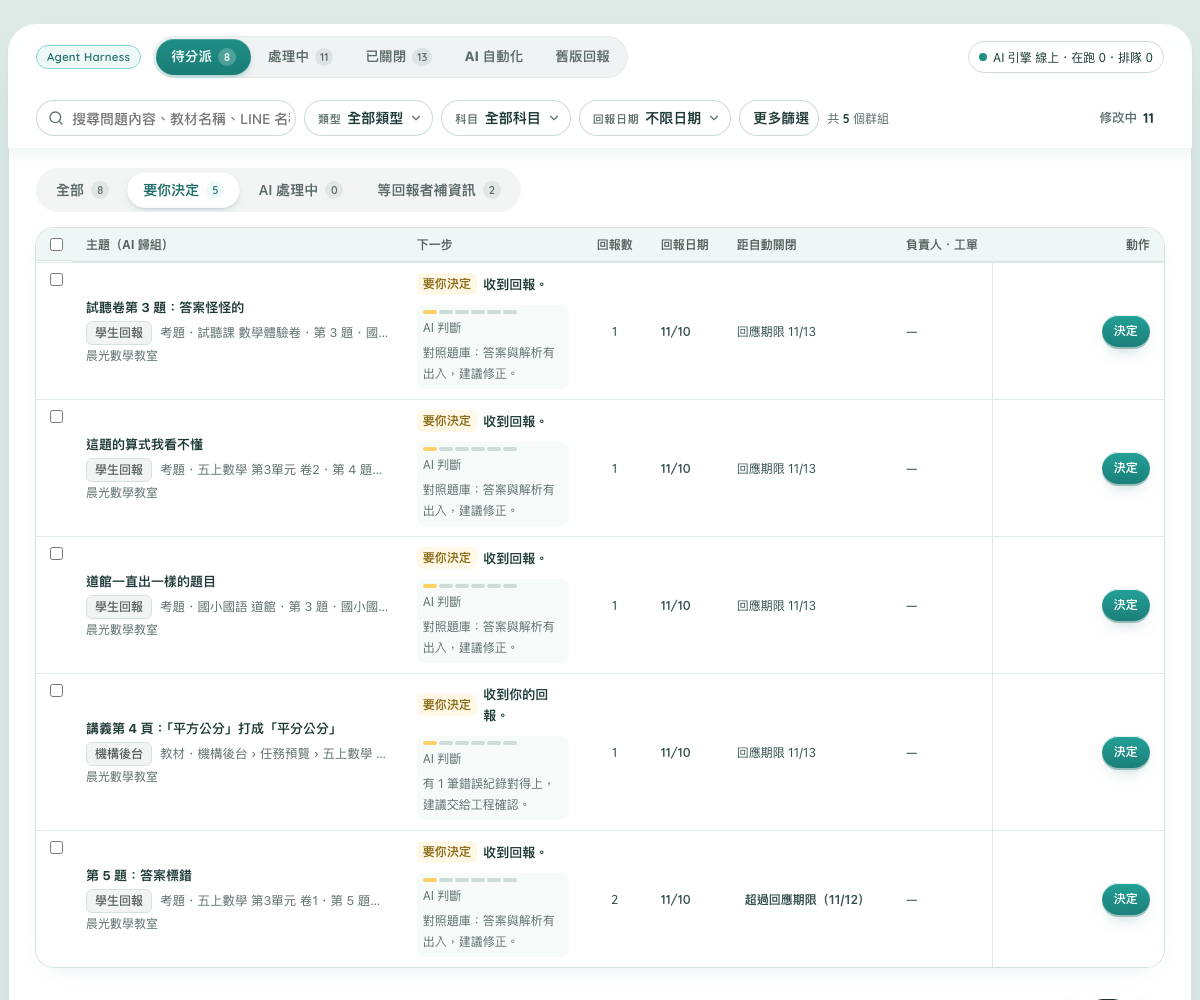 Agent Harness
待分派 8
處理中 11
已關閉 13
AI 自動化
舊版回報
AI 引擎 線上 · 在跑 0 · 排隊 0
搜尋問題內容、教材名稱、LINE 名
類型 全部類型
科目 全部科目
回報日期 不限日期
更多篩選
共 5 個群組
修改中 11
全部 8
要你決定 5
AI 處理中 0
等回報者補資訊 2
主題（AI 歸組）
下一步
回報數
回報日期
距自動關閉
負責人 · 工單
動作
試聽卷第 3 題：答案怪怪的
學生回報 考題 · 試聽課 數學體驗卷 · 第 3 題 · 國…
晨光數學教室
要你決定 收到回報。
AI 判斷
對照題庫：答案與解析有
出入，建議修正。
1
11/10
回應期限 11/13
—
決定
這題的算式我看不懂
學生回報 考題 · 五上數學 第3單元 卷2 · 第 4 題…
晨光數學教室
要你決定 收到回報。
AI 判斷
對照題庫：答案與解析有
出入，建議修正。
1
11/10
回應期限 11/13
—
決定
道館一直出一樣的題目
學生回報 考題 · 國小國語 道館 · 第 3 題 · 國小國…
晨光數學教室
要你決定 收到回報。
AI 判斷
對照題庫：答案與解析有
出入，建議修正。
1
11/10
回應期限 11/13
—
決定
講義第 4 頁：「平方公分」打成「平分公分」
機構後台 教材 · 機構後台 › 任務預覽 › 五上數學 …
晨光數學教室
要你決定 收到你的回
報。
AI 判斷
有 1 筆錯誤紀錄對得上，
建議交給工程確認。
1
11/10
回應期限 11/13
—
決定
第 5 題：答案標錯
學生回報 考題 · 五上數學 第3單元 卷1 · 第 5 題…
晨光數學教室
要你決定 收到回報。
AI 判斷
對照題庫：答案與解析有
出入，建議修正。
2
11/10
超過回應期限（11/12）
—
決定